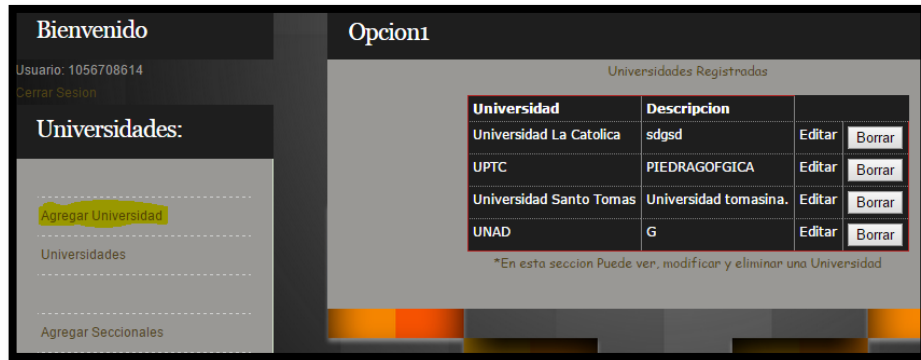 Bienvenido
Usuario: 1056708614
Cerrar Sesion
Universidades:
Agregar Universidad
Universidades
Agregar Seccionales
Opcion1
Universidades Registradas
Universidad Descripcion
Universidad La Catolica sdgsd Editar Borrar
UPTC PIEDRAGOFGICA Editar Borrar
Universidad Santo Tomas Universidad tomasina. Editar Borrar
UNAD G Editar Borrar
*En esta seccion Puede ver, modificar y eliminar una Universidad